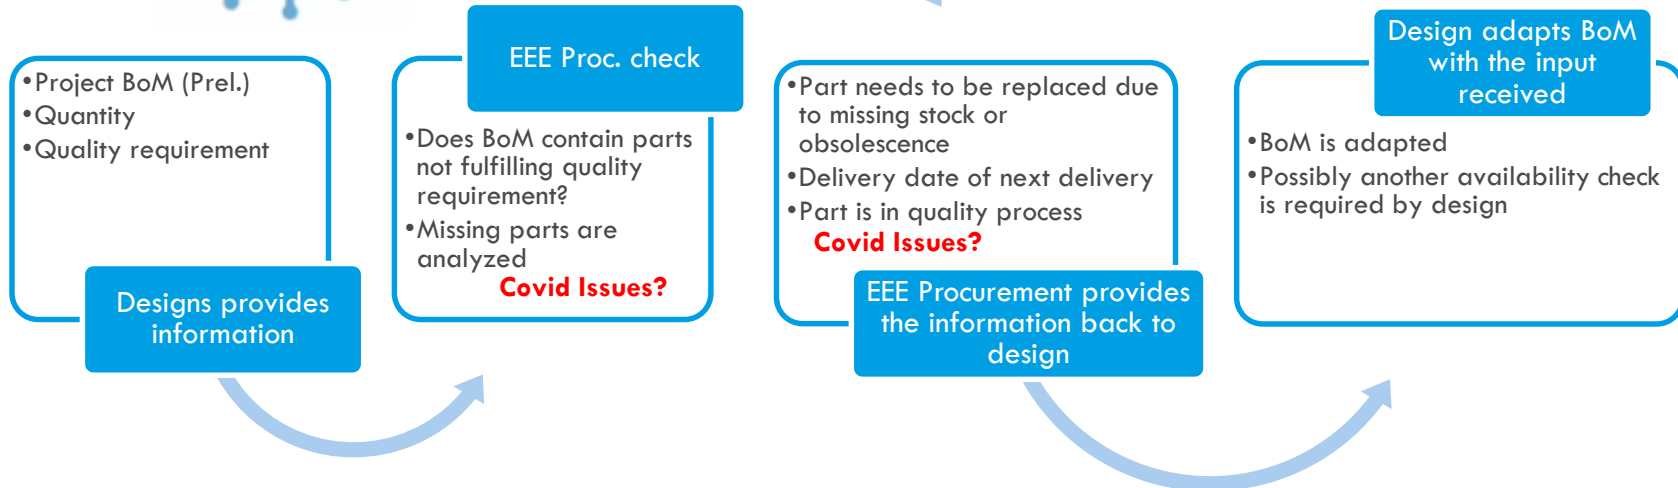 •Project BoM (Prel.)
•Quantity
•Quality requirement
Designs provides
information
EEE Proc. check
•Does BoM contain parts
not fulfilling quality
requirement?
•Missing parts are
analyzed
Covid Issues?
•Part needs to be replaced due
to missing stock or
obsolescence
•Delivery date of next delivery
•Part is in quality process
Covid Issues?
EEE Procurement provides
the information back to
design
Design adapts BoM
with the input
received
•BoM is adapted
•Possibly another availability check
is required by design